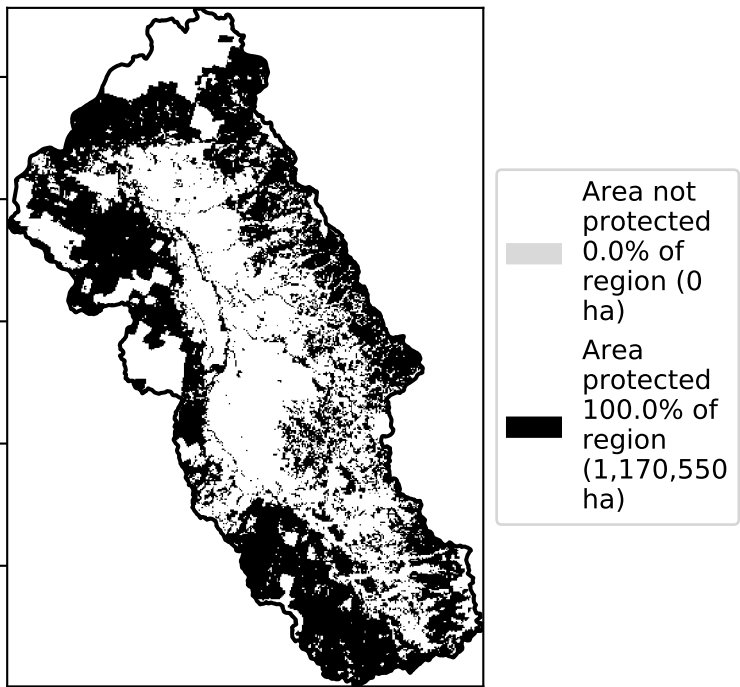 Area not
protected
0.0% of
region (0
ha)
Area
protected
100.0% of
region
(1,170,550
ha)